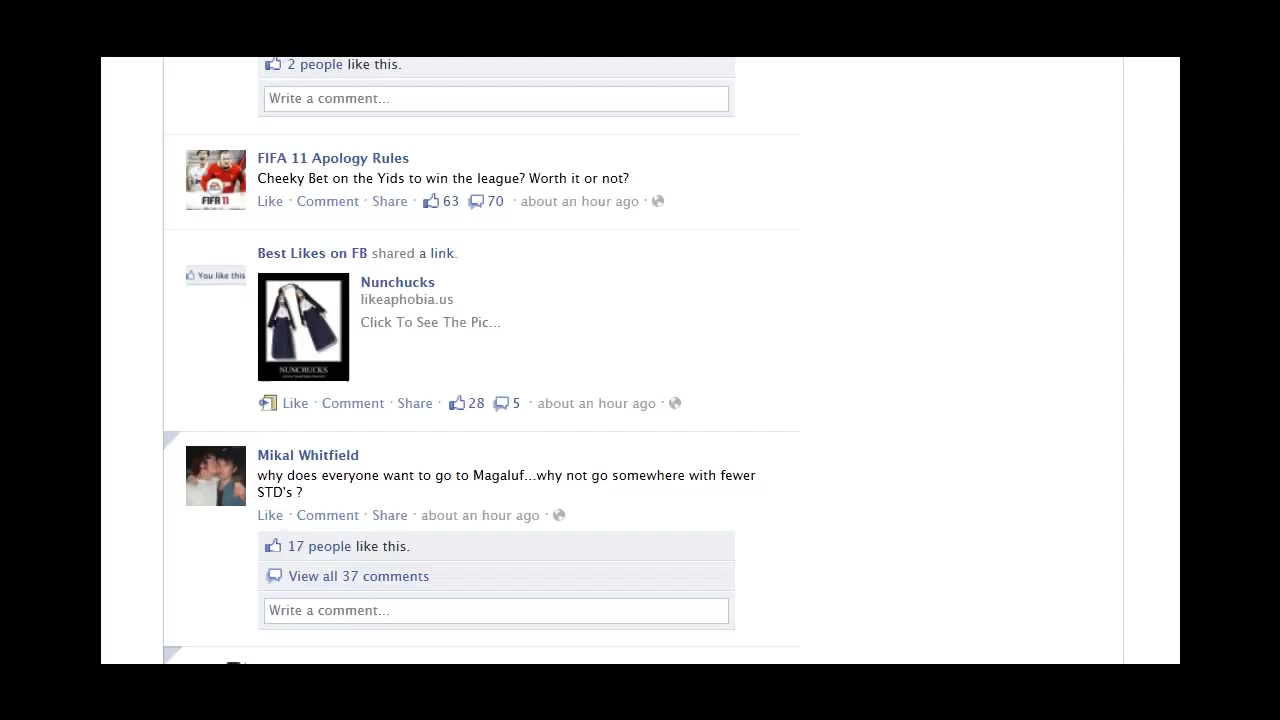 2 people like this.
Write a comment...
FIFA 11 Apology Rules
Cheeky Bet on the Yids to win the league? Worth it or not?
Like · Comment · Share · 63 70 · about an hour ago ·
FIFA 11
Best Likes on FB shared a link.
You like this
Nunchucks
likeaphobia.us
Click To See The Pic...
NUNCHUCKS
Like · Comment · Share · 28 5 · about an hour ago ·
Mikal Whitfield
why does everyone want to go to Magaluf...why not go somewhere with fewer
STD's ?
Like · Comment · Share · about an hour ago ·
17 people like this.
View all 37 comments
Write a comment...